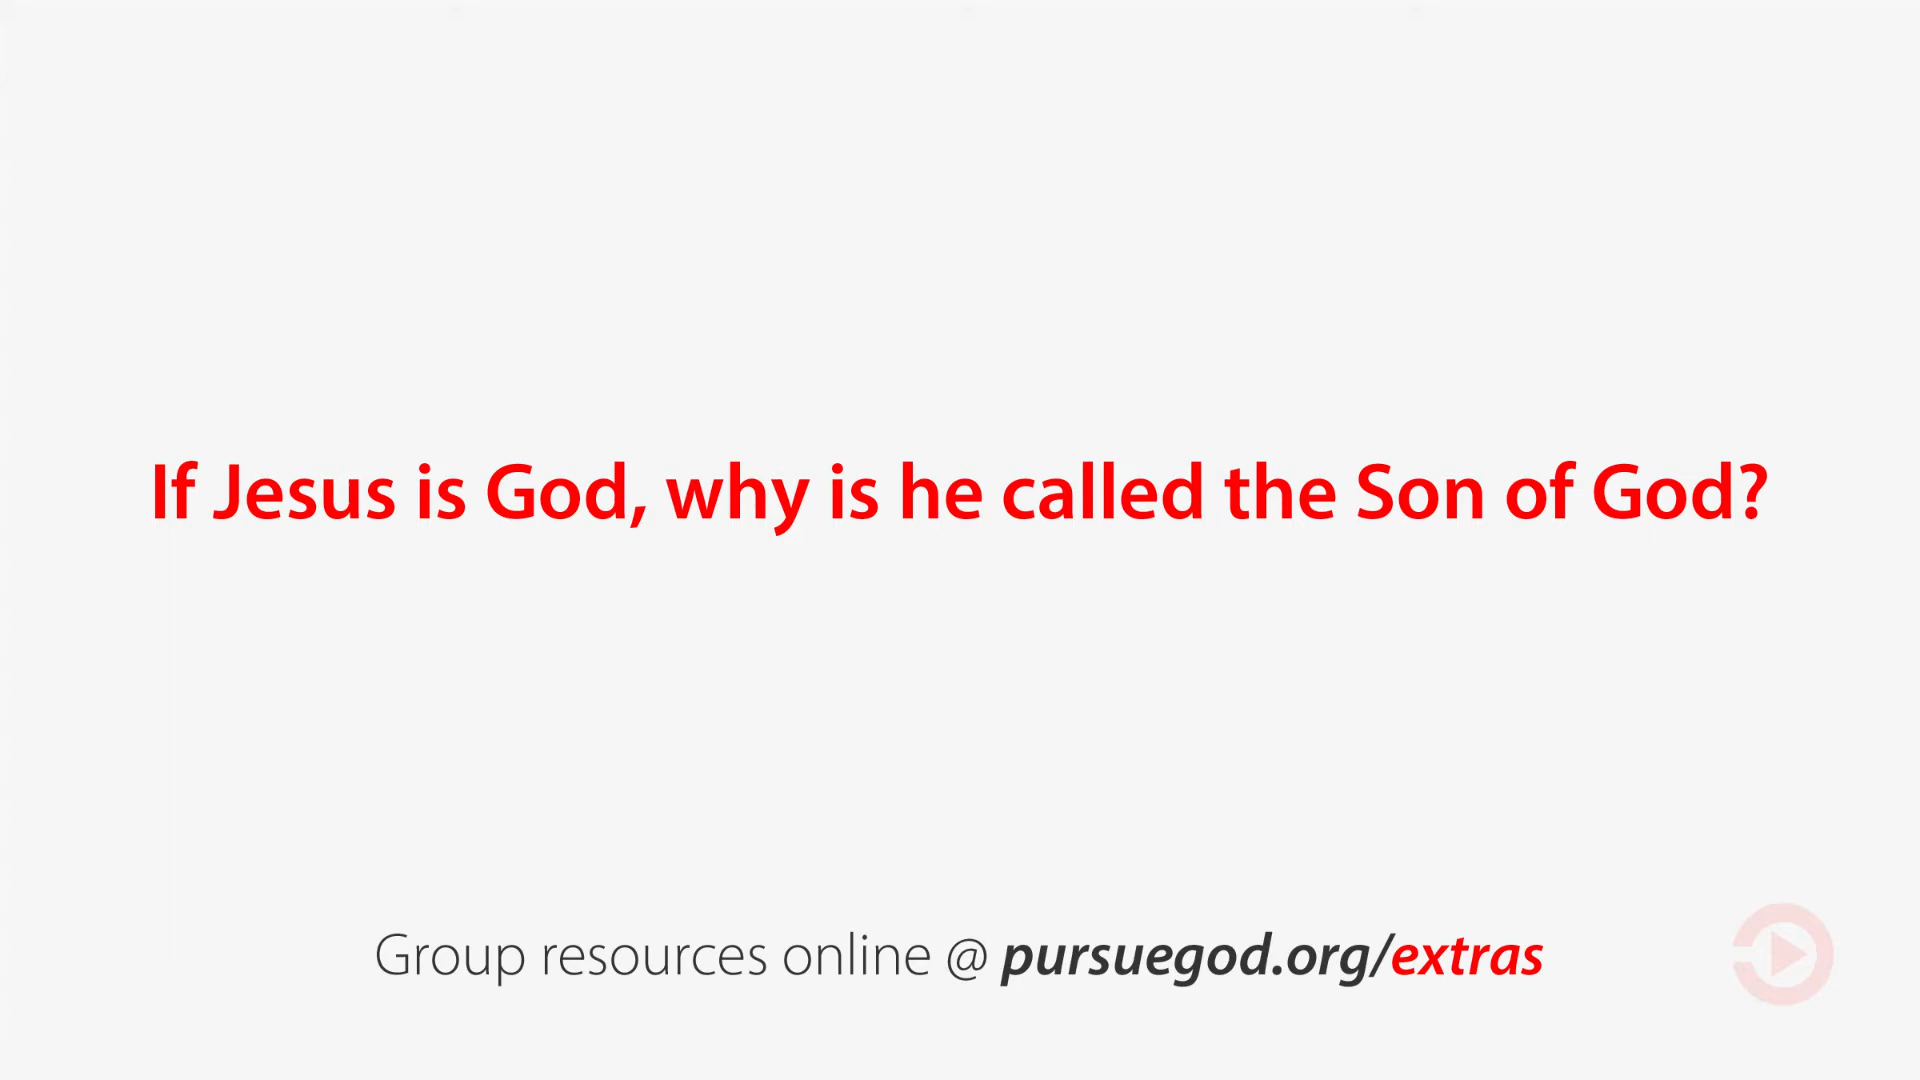 If Jesus is God, why is he called the Son of God?
Group resources online @ pursuegod.org/extras